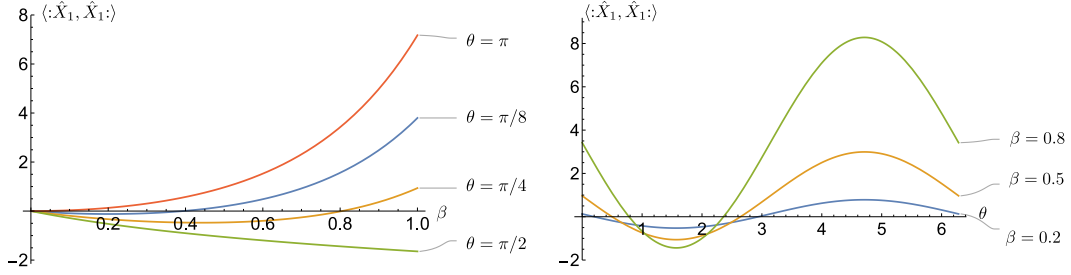 ⟨:X̂₁, X̂₁:⟩
8
6
4
2
0
−2
0.2
0.4
0.6
0.8
1.0
β
θ = π
θ = π/8
θ = π/4
θ = π/2
⟨:X̂₁, X̂₁:⟩
8
6
4
2
−2
1
2
3
4
5
6
θ
β = 0.8
β = 0.5
β = 0.2